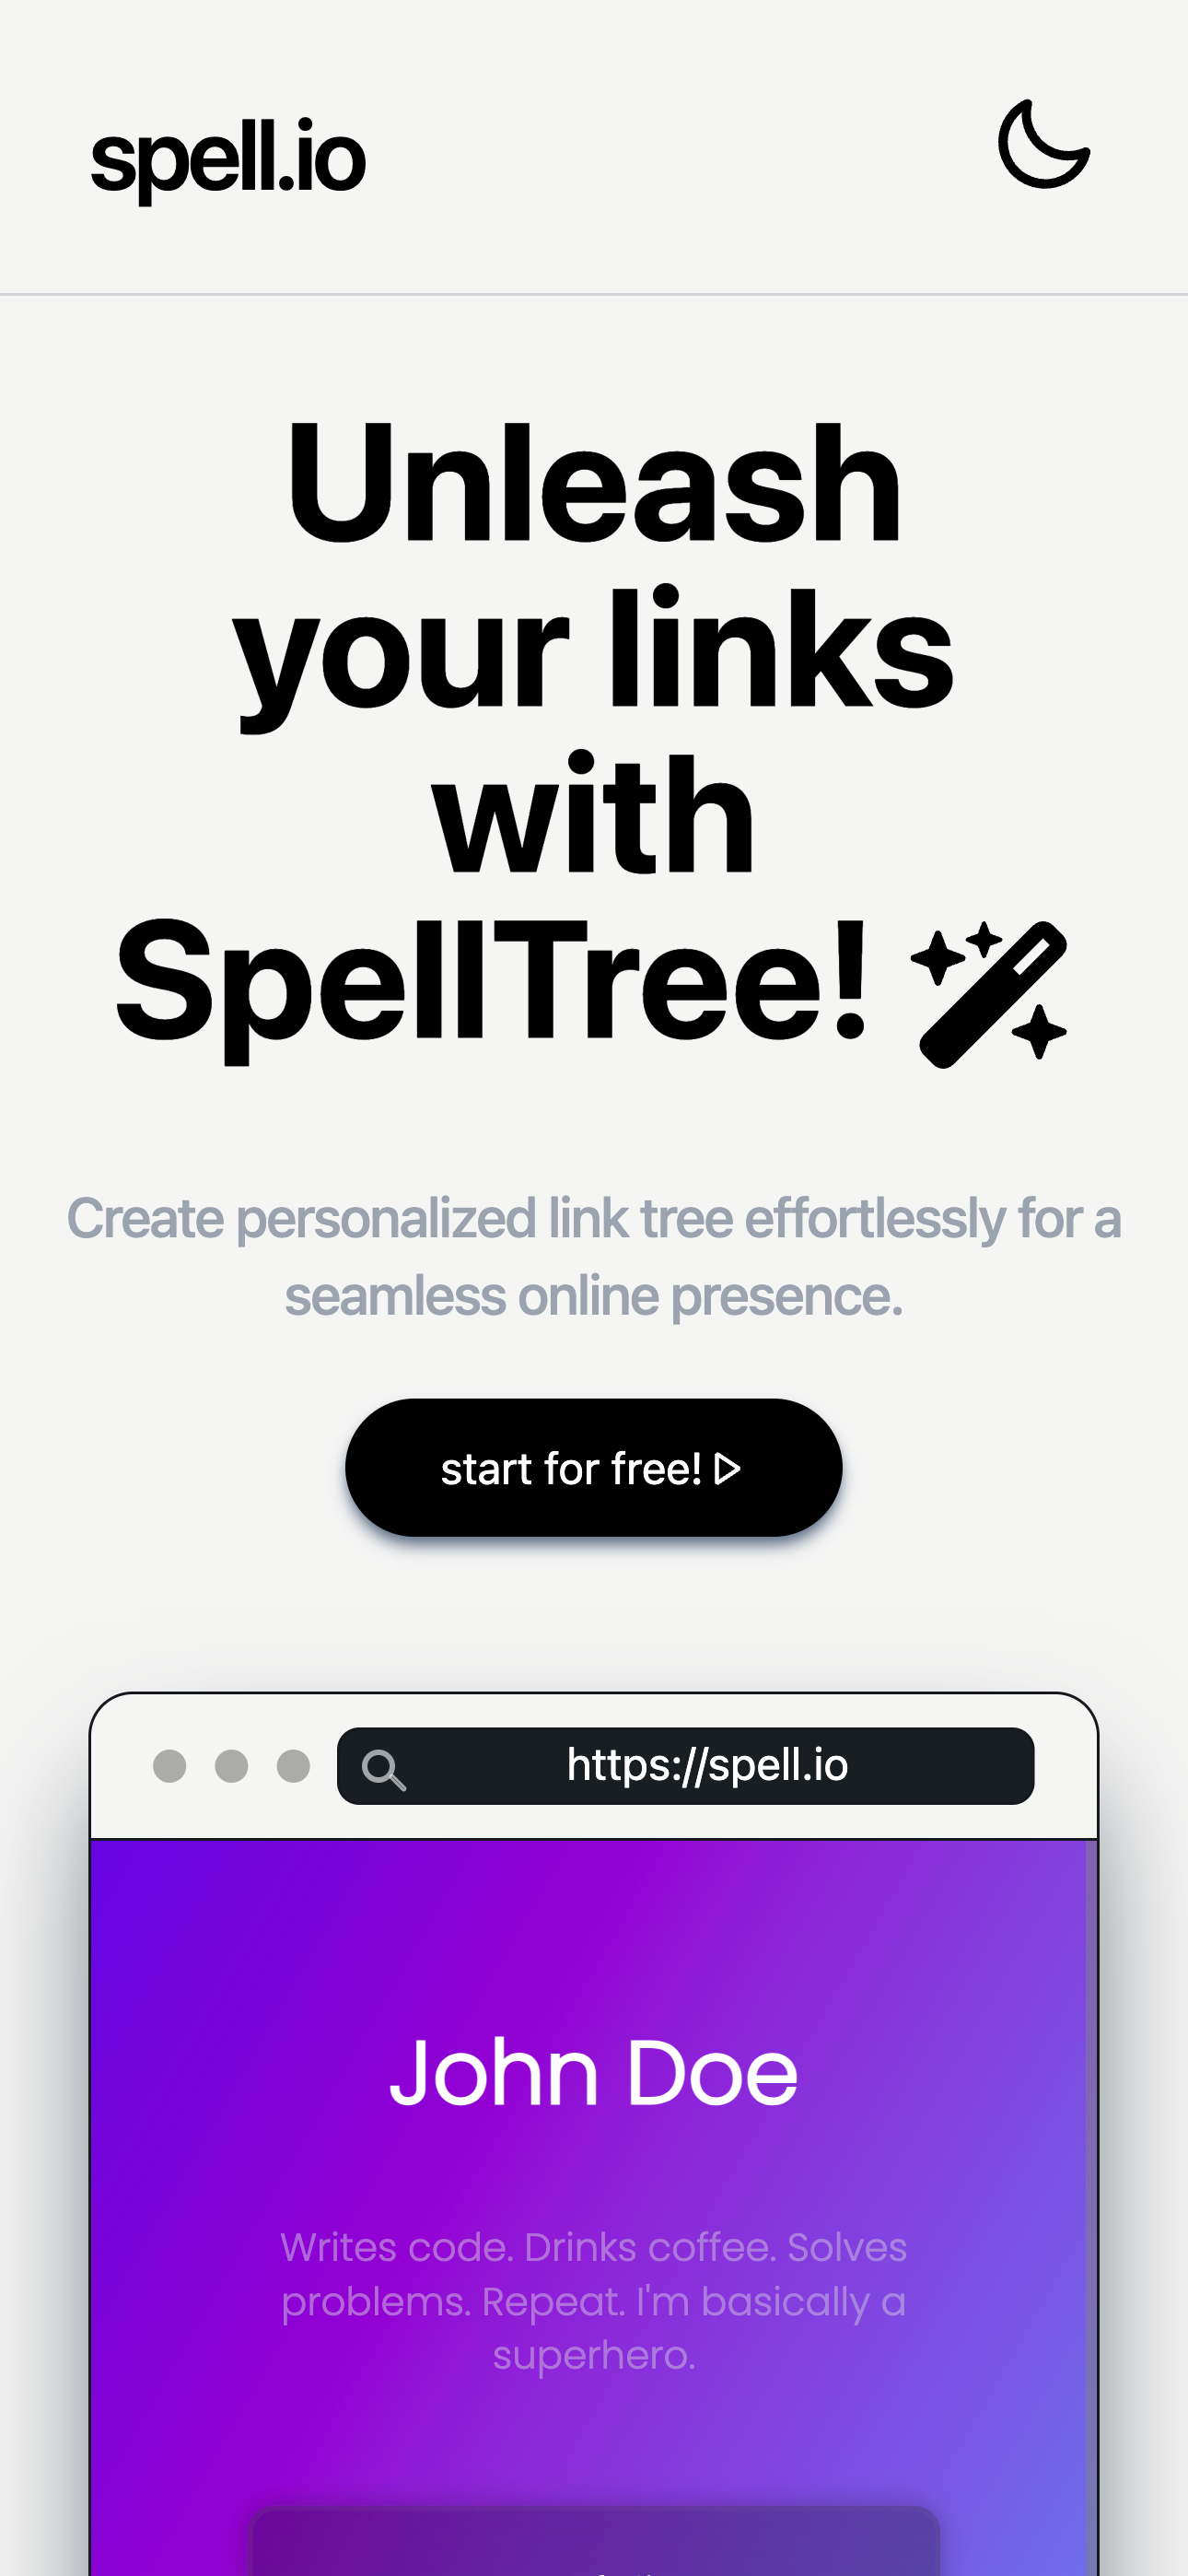 spell.io
Unleash
your links
with
SpellTree!
Create personalized link tree effortlessly for a
seamless online presence.
start for free!
https://spell.io
John Doe
Writes code. Drinks coffee. Solves
problems. Repeat. I'm basically a
superhero.